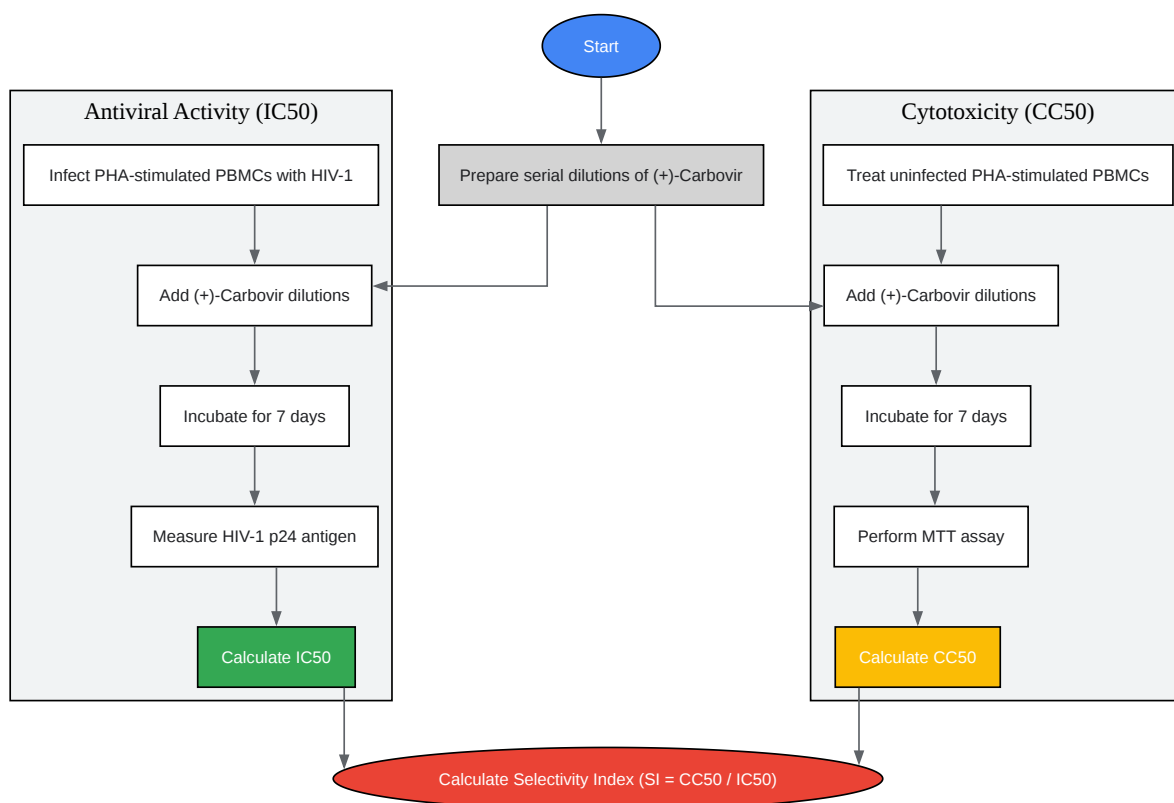 Start
Prepare serial dilutions of (+)-Carbovir
Antiviral Activity (IC50)
Infect PHA-stimulated PBMCs with HIV-1
Add (+)-Carbovir dilutions
Incubate for 7 days
Measure HIV-1 p24 antigen
Calculate IC50
Cytotoxicity (CC50)
Treat uninfected PHA-stimulated PBMCs
Add (+)-Carbovir dilutions
Incubate for 7 days
Perform MTT assay
Calculate CC50
Calculate Selectivity Index (SI = CC50 / IC50)